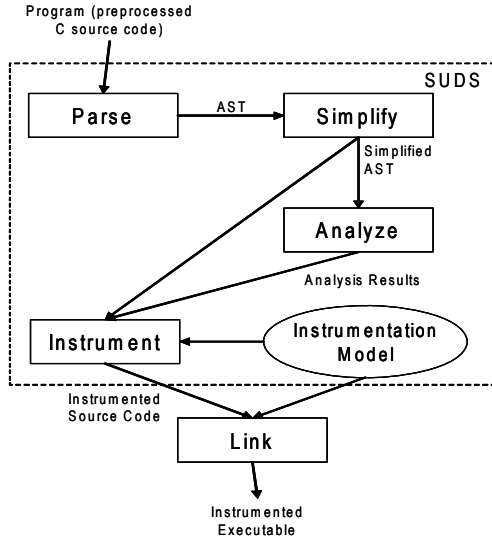 Program (preprocessed
C source code)
SUDS
Parse
AST
Simplify
Simplified
AST
Analyze
Analysis Results
Instrument
Instrumentation
Model
Instrumented
Source Code
Link
Instrumented
Executable